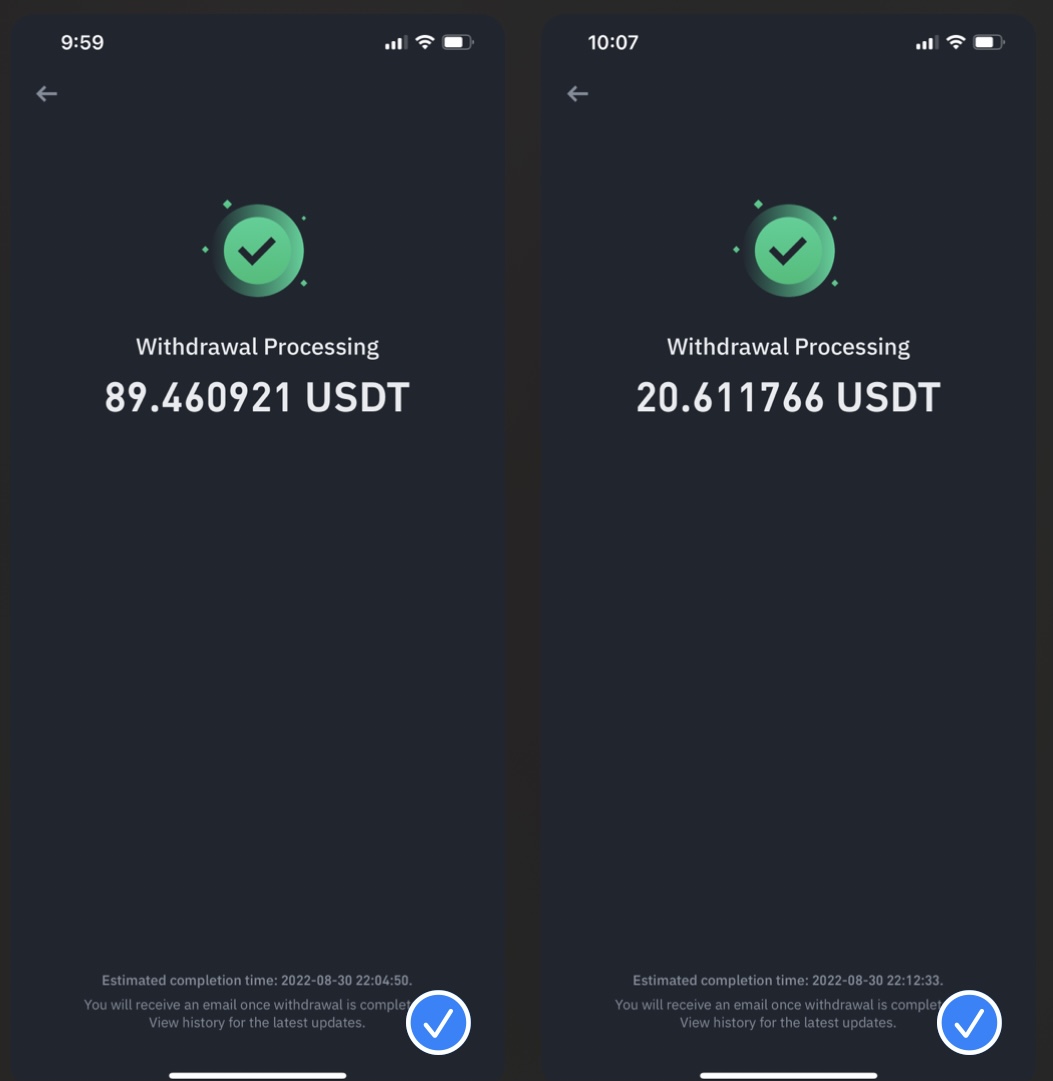 9:59
Withdrawal Processing
89.460921 USDT
Estimated completion time: 2022-08-30 22:04:50.
You will receive an email once withdrawal is complet
View history for the latest updates.
10:07
Withdrawal Processing
20.611766 USDT
Estimated completion time: 2022-08-30 22:12:33.
You will receive an email once withdrawal is complet
View history for the latest updates.